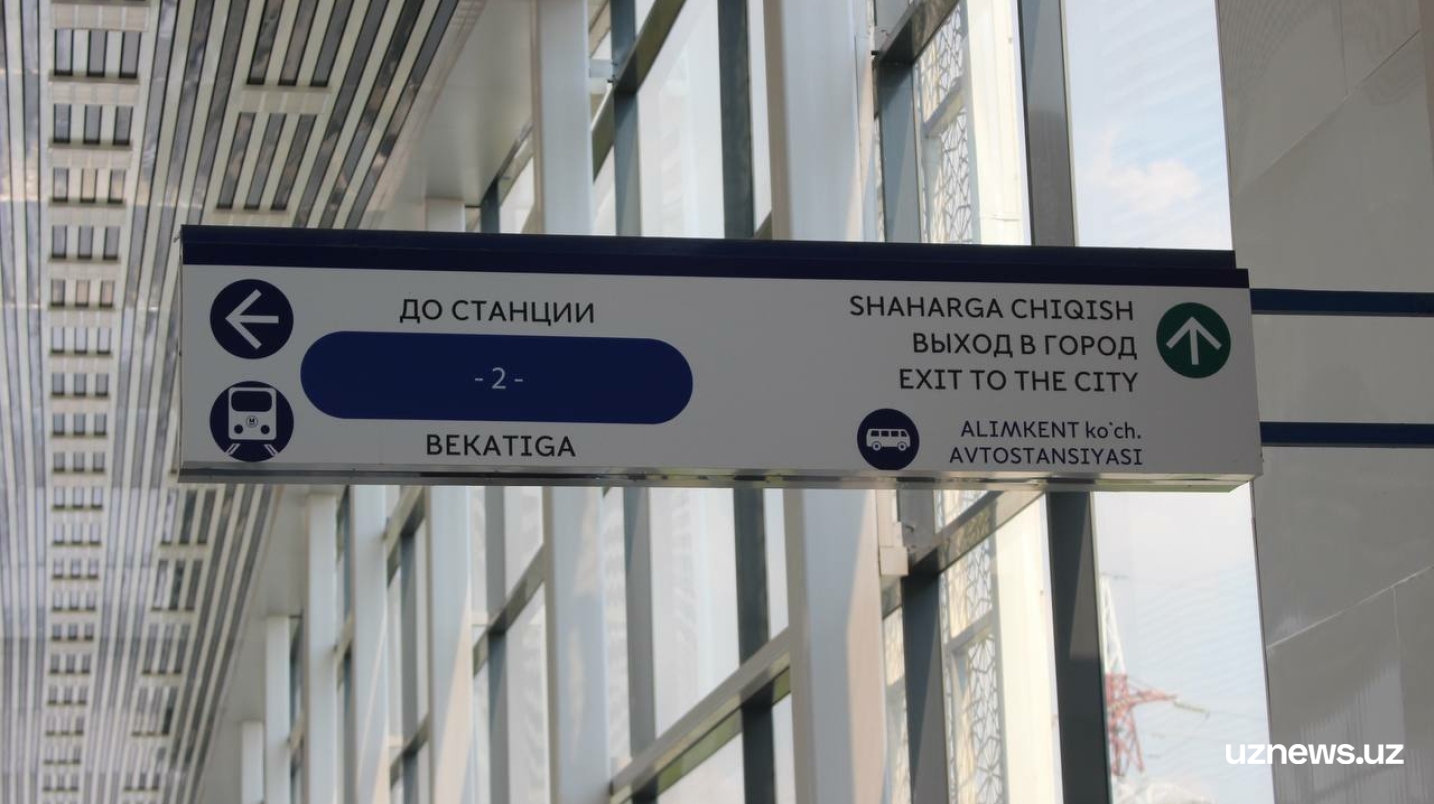 ДО СТАНЦИИ
- 2 -
BEKATIGA
SHAHARGA CHIQISH
ВЫХОД В ГОРОД
EXIT TO THE CITY
ALIMKENT ko'ch.
AVTOSTANSIYASI
M
uznews.uz